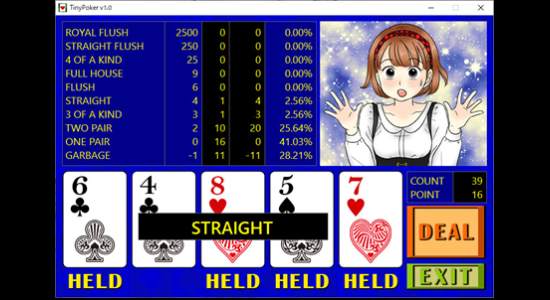 TinyPoker v1.0
ROYAL FLUSH 2500 0 0 0.00%
STRAIGHT FLUSH 250 0 0 0.00%
4 OF A KIND 25 0 0 0.00%
FULL HOUSE 9 0 0 0.00%
FLUSH 6 0 0 0.00%
STRAIGHT 4 1 4 2.56%
3 OF A KIND 3 1 3 2.56%
TWO PAIR 2 10 20 25.64%
ONE PAIR 0 16 0 41.03%
GARBAGE -1 11 -11 28.21%
6 4 8 5 7
STRAIGHT
HELD HELD HELD HELD
COUNT 39
POINT 16
DEAL
EXIT